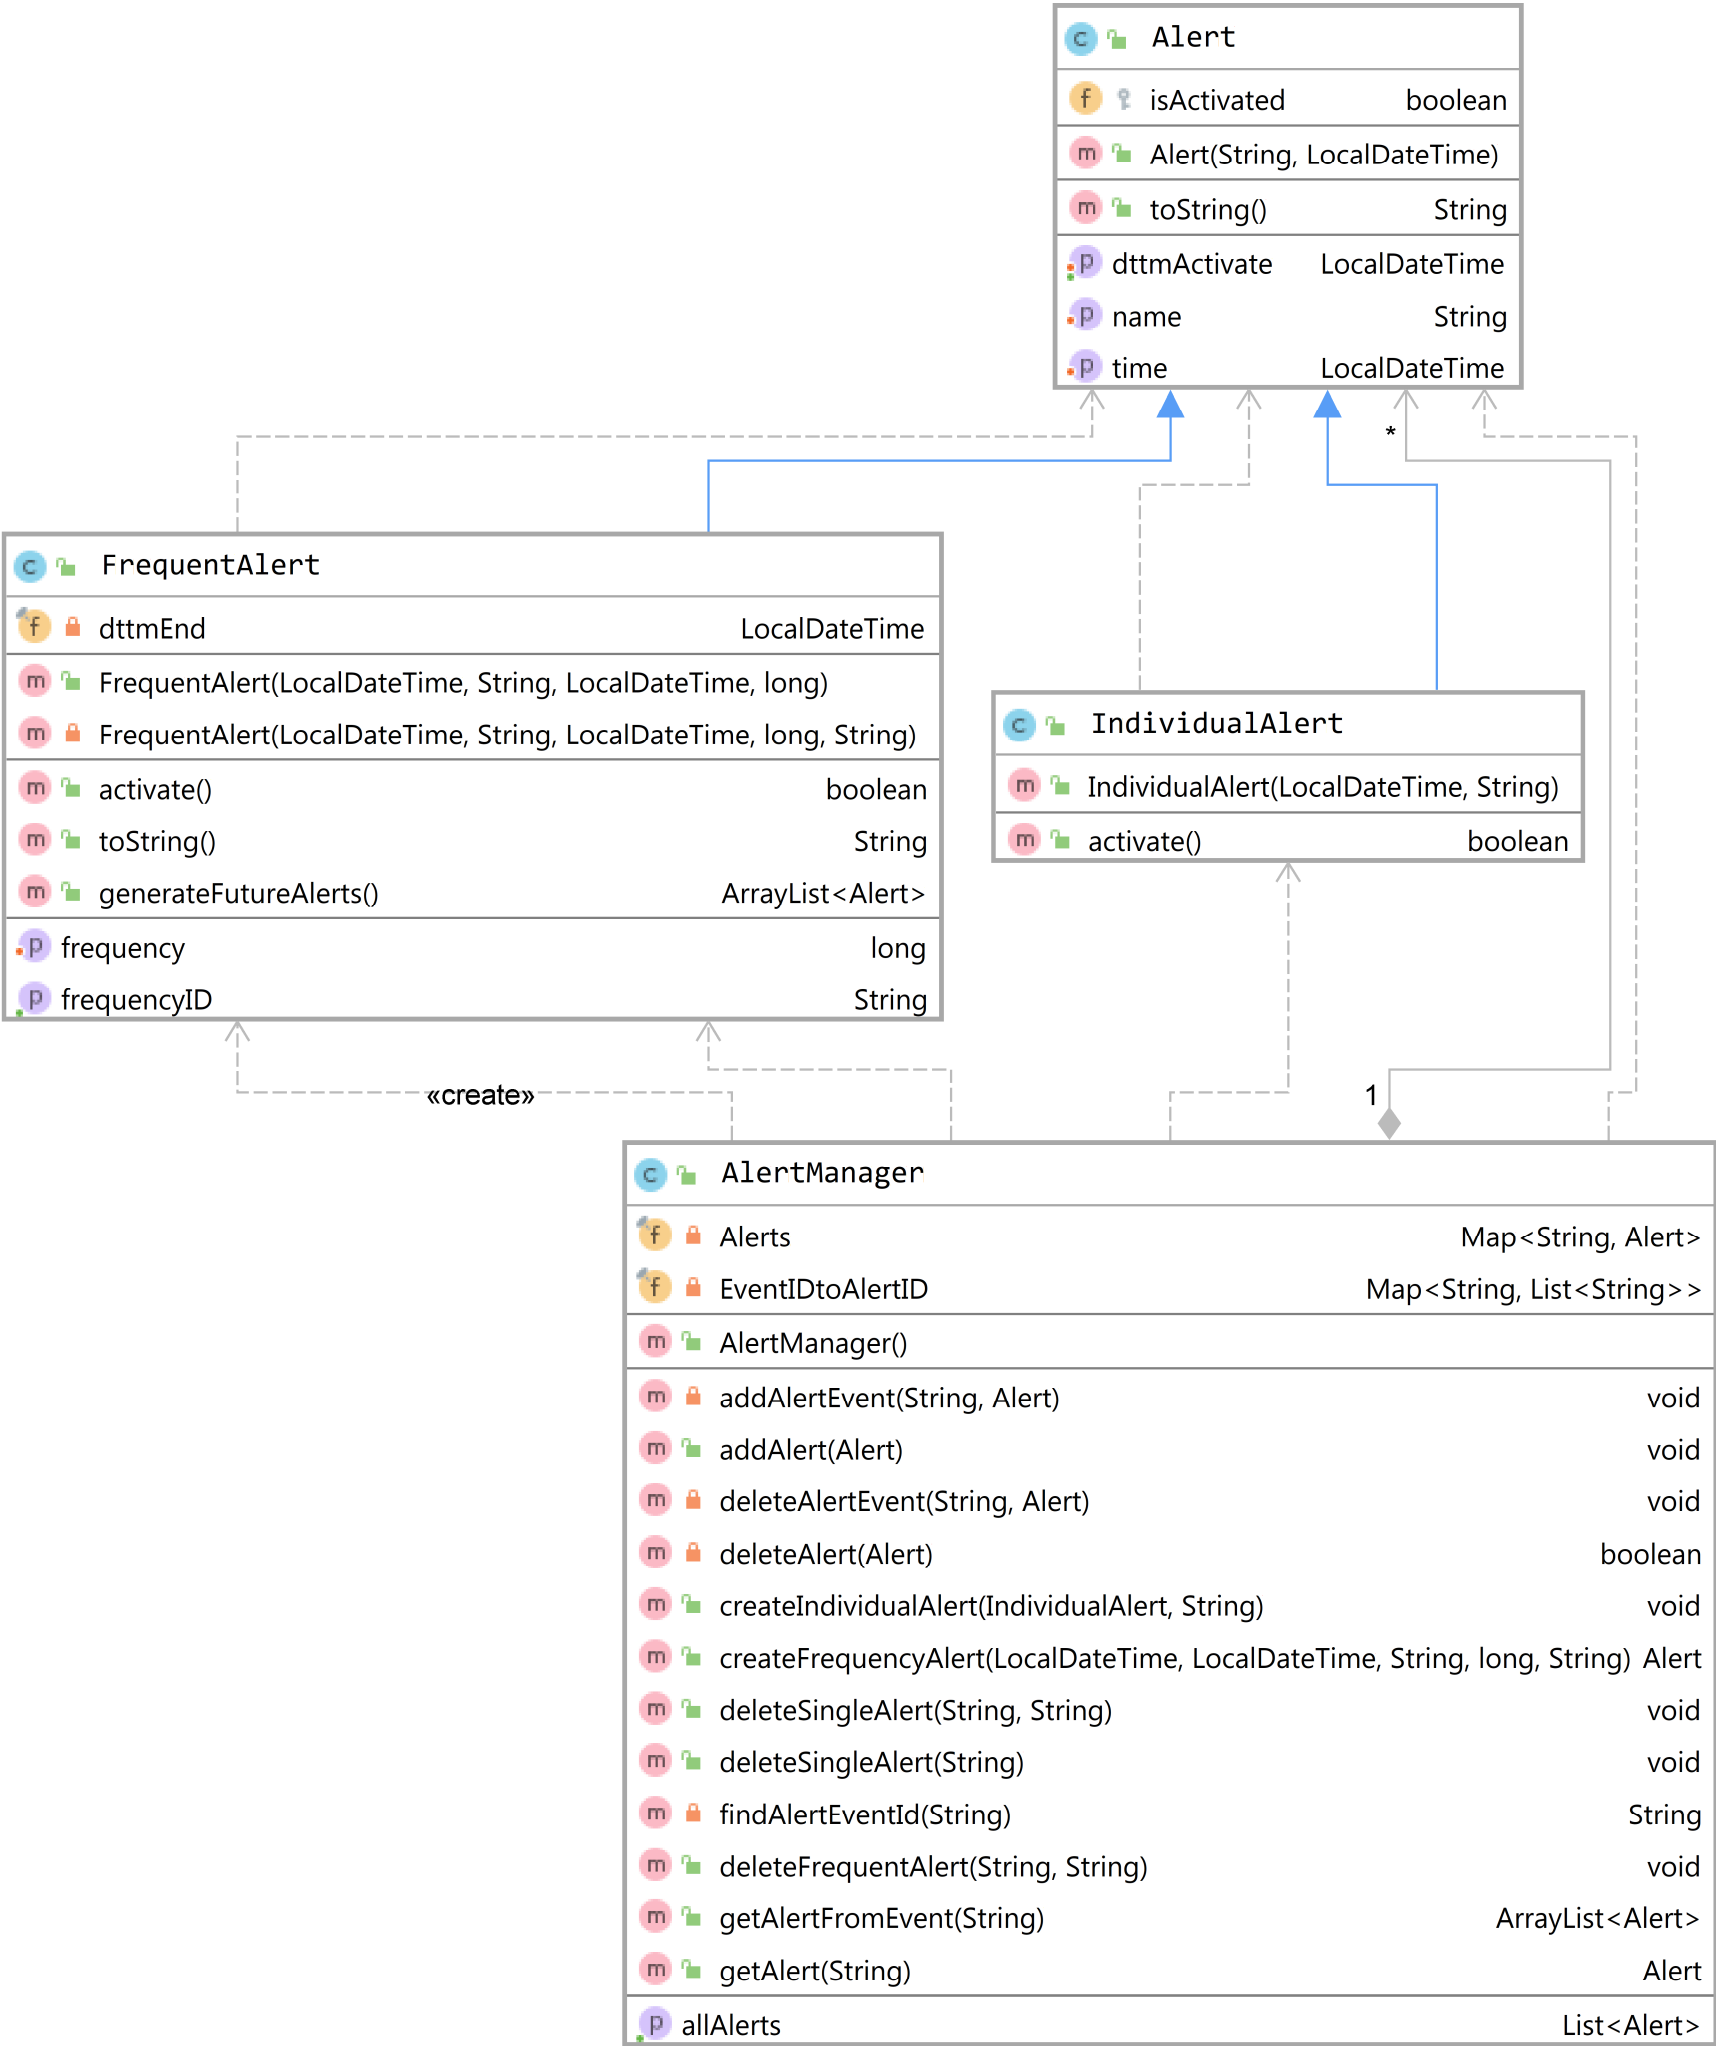 Alert
isActivated boolean
Alert(String, LocalDateTime)
toString() String
dttmActivate LocalDateTime
name String
time LocalDateTime
*
FrequentAlert
dttmEnd LocalDateTime
FrequentAlert(LocalDateTime, String, LocalDateTime, long)
FrequentAlert(LocalDateTime, String, LocalDateTime, long, String)
activate() boolean
toString() String
generateFutureAlerts() ArrayList<Alert>
frequency long
frequencyID String
IndividualAlert
IndividualAlert(LocalDateTime, String)
activate() boolean
«create»
1
AlertManager
Alerts Map<String, Alert>
EventIDtoAlertID Map<String, List<String>>
AlertManager()
addAlertEvent(String, Alert) void
addAlert(Alert) void
deleteAlertEvent(String, Alert) void
deleteAlert(Alert) boolean
createIndividualAlert(IndividualAlert, String) void
createFrequencyAlert(LocalDateTime, LocalDateTime, String, long, String) Alert
deleteSingleAlert(String, String) void
deleteSingleAlert(String) void
findAlertEventId(String) String
deleteFrequentAlert(String, String) void
getAlertFromEvent(String) ArrayList<Alert>
getAlert(String) Alert
allAlerts List<Alert>